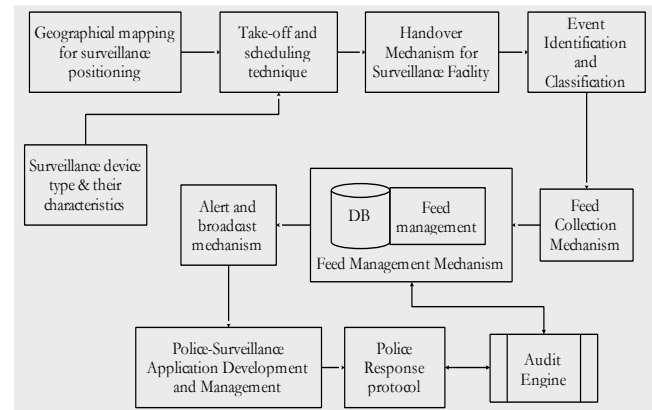 Geographical mapping
for surveillance
positioning
Take-off and
scheduling
technique
Handover
Mechanism for
Surveillance Facility
Event
Identification
and
Classification
Surveillance device
type & their
characteristics
Alert and
broadcast
mechanism
DB
Feed
management
Feed Management Mechanism
Feed
Collection
Mechanism
Police-Surveillance
Application Development
and Management
Police
Response
protocol
Audit
Engine